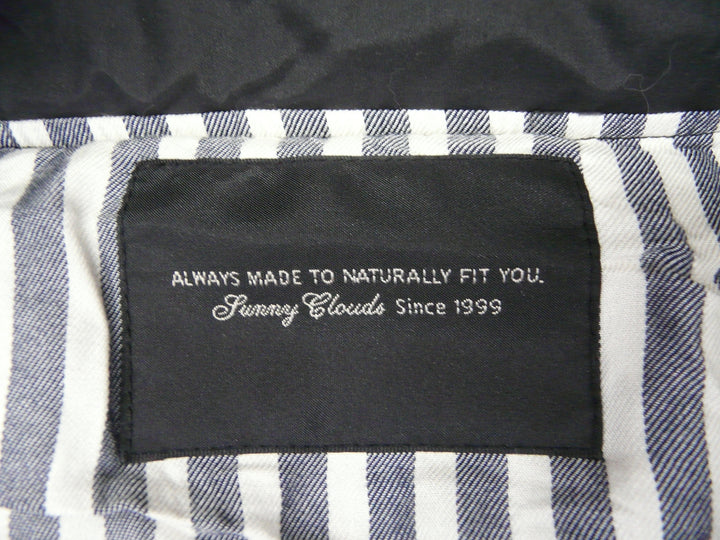 ALWAYS MADE TO NATURALLY FIT YOU.
Sunny Clouds Since 1999